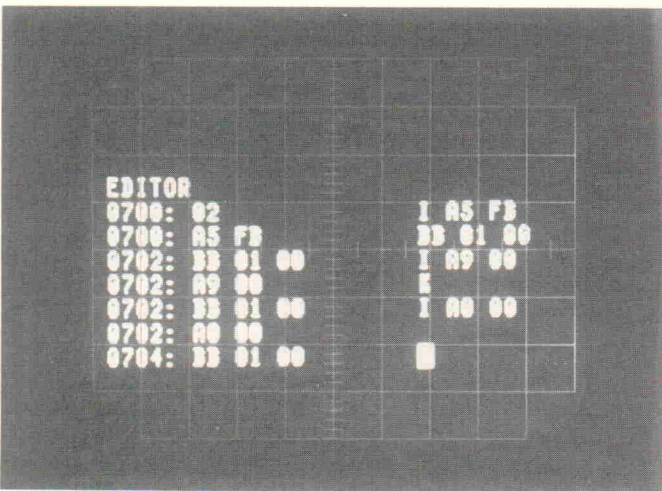 EDITOR
0700: 02 I A5 FB
0700: A5 FB BB 01 00
0702: BB 01 00 I A9 00
0702: A9 00 K
0702: BB 01 00 I A0 00
0702: A0 00
0704: BB 01 00